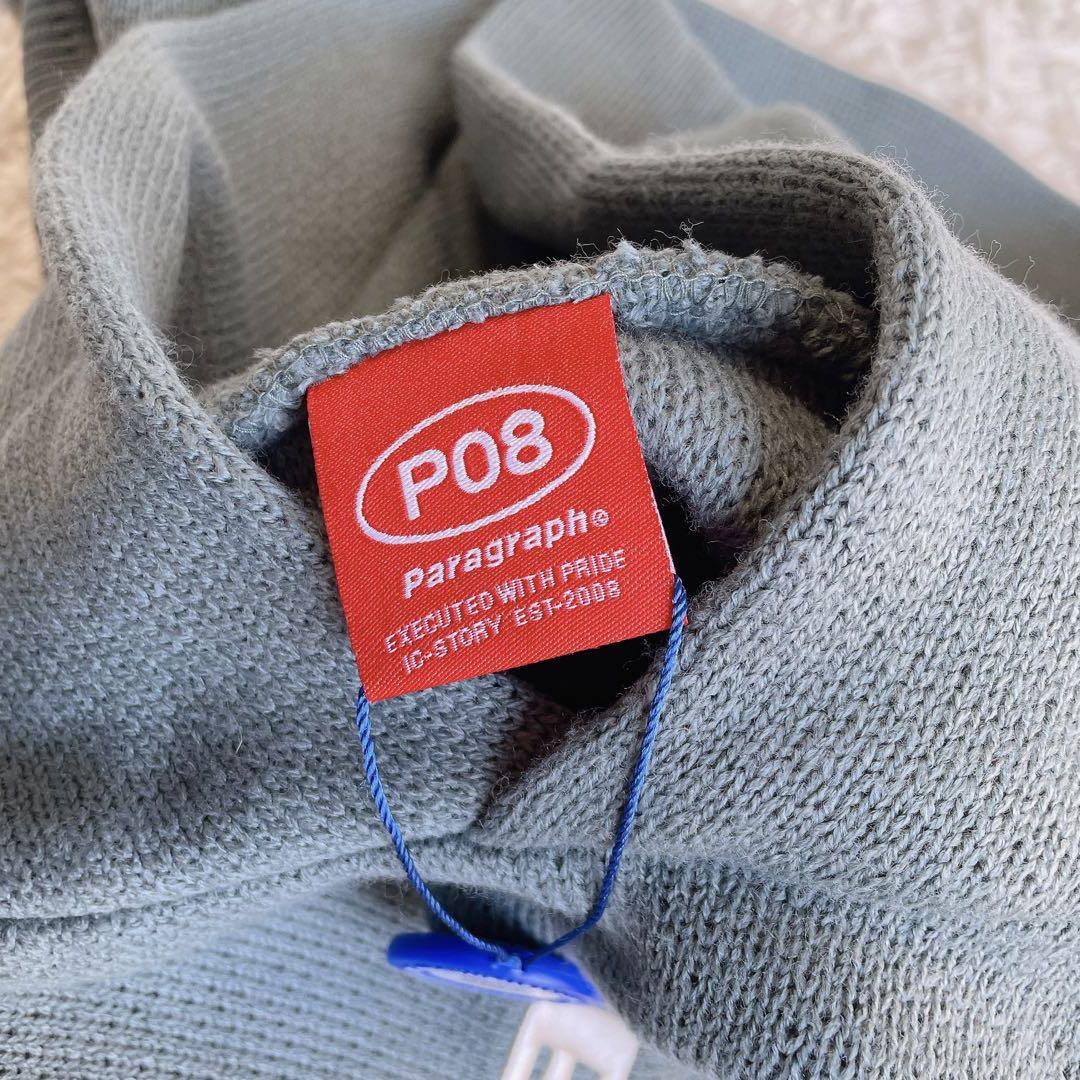 P08
Paragraph®
EXECUTED WITH PRIDE
IC-STORY EST-2008